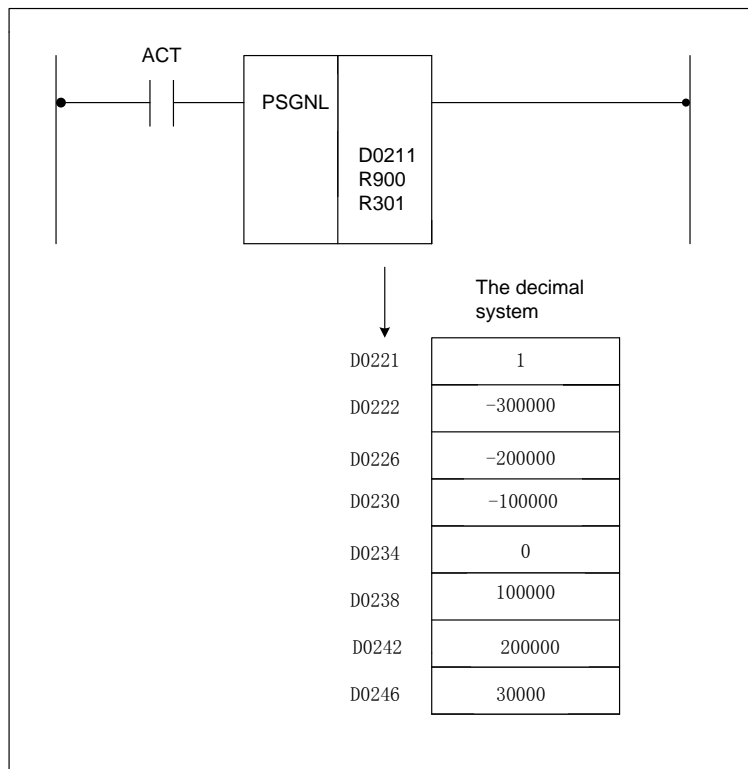 ACT
PSGNL
D0211
R900
R301
The decimal
system
D0221 1
D0222 -300000
D0226 -200000
D0230 -100000
D0234 0
D0238 100000
D0242 200000
D0246 30000